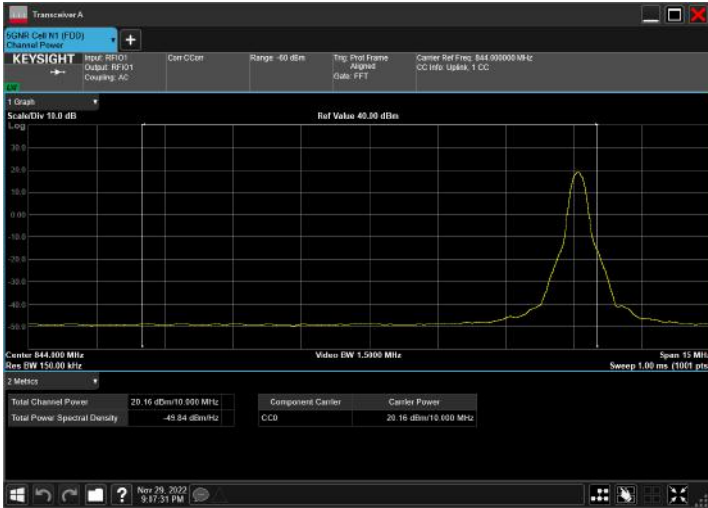 Transceiver A
5GNR Cell N1 (FDD)
Channel Power
+
KEYSIGHT
Input: RFIO1
Output: RFIO1
Coupling: AC
Corr CCorr
Range -60 dBm
Trig: Prot Frame
Aligned
Gate: FFT
Carrier Ref Freq: 844.000000 MHz
CC Info: Uplink, 1 CC
1 Graph
Scale/Div 10.0 dB
Ref Value 40.00 dBm
Log
30.0
20.0
10.0
0.00
-10.0
-20.0
-30.0
-40.0
-50.0
Center 844.000 MHz
Video BW 1.5000 MHz
Span 15 MHz
Res BW 150.00 kHz
Sweep 1.00 ms (1001 pts
2 Metrics
Total Channel Power 20.16 dBm/10.000 MHz
Total Power Spectral Density -49.84 dBm/Hz
Component Carrier Carrier Power
CC0 20.16 dBm/10.000 MHz
?
Nov 29, 2022
9:17:31 PM